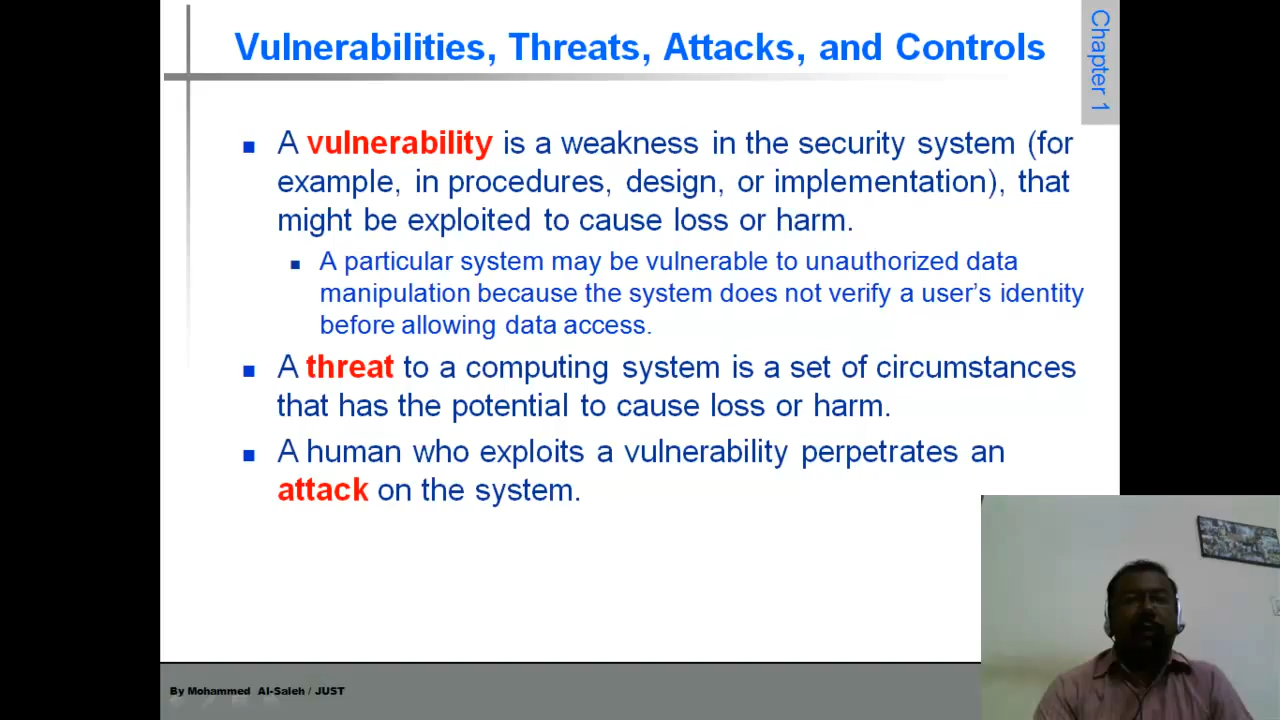 Vulnerabilities, Threats, Attacks, and Controls
Chapter 1
A vulnerability is a weakness in the security system (for
example, in procedures, design, or implementation), that
might be exploited to cause loss or harm.
A particular system may be vulnerable to unauthorized data
manipulation because the system does not verify a user's identity
before allowing data access.
A threat to a computing system is a set of circumstances
that has the potential to cause loss or harm.
A human who exploits a vulnerability perpetrates an
attack on the system.
By Mohammed Al-Saleh / JUST